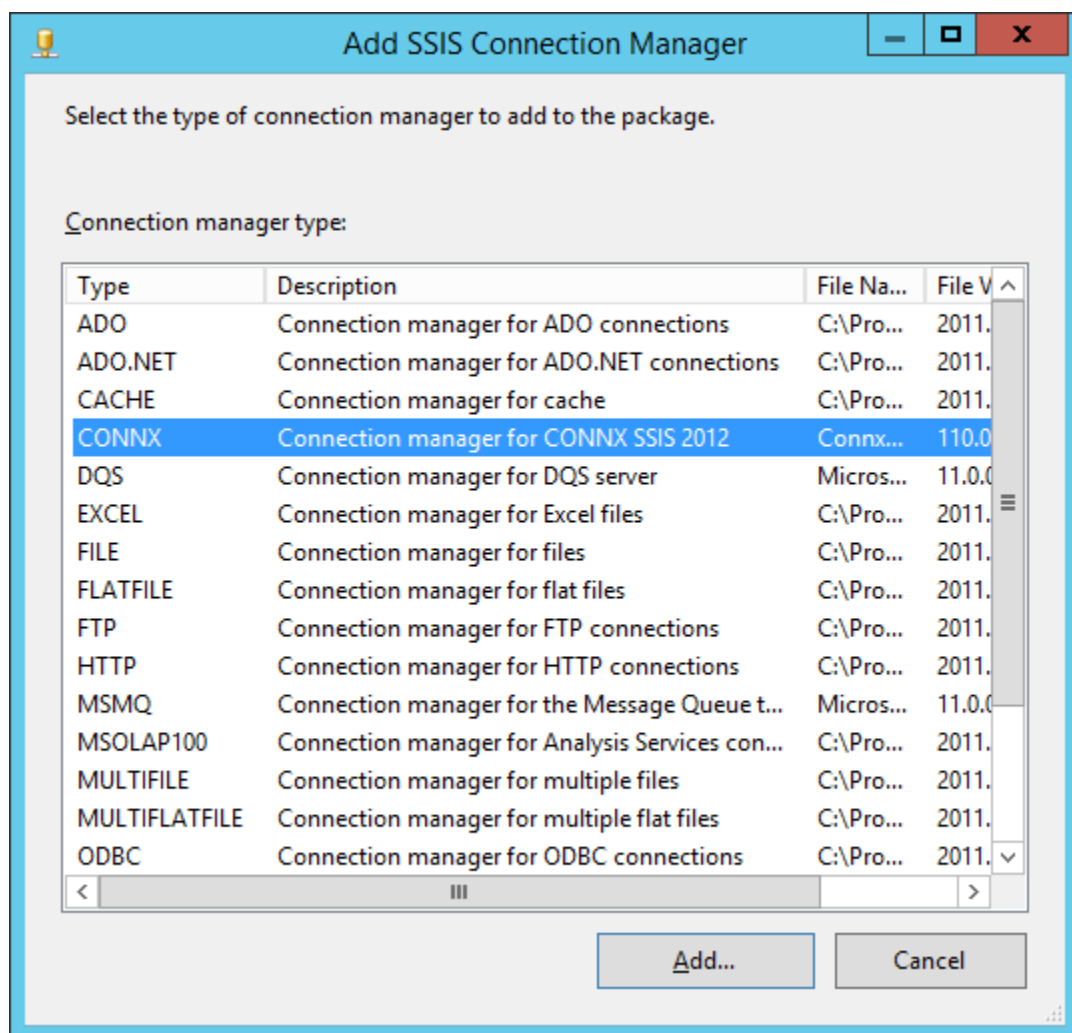 Add SSIS Connection Manager
Select the type of connection manager to add to the package.
Connection manager type:
Type Description File Na... File V
ADO Connection manager for ADO connections C:\Pro... 2011.
ADO.NET Connection manager for ADO.NET connections C:\Pro... 2011.
CACHE Connection manager for cache C:\Pro... 2011.
CONNX Connection manager for CONNX SSIS 2012 Connx... 110.0
DQS Connection manager for DQS server Micros... 11.0.0
EXCEL Connection manager for Excel files C:\Pro... 2011.
FILE Connection manager for files C:\Pro... 2011.
FLATFILE Connection manager for flat files C:\Pro... 2011.
FTP Connection manager for FTP connections C:\Pro... 2011.
HTTP Connection manager for HTTP connections C:\Pro... 2011.
MSMQ Connection manager for the Message Queue t... Micros... 11.0.0
MSOLAP100 Connection manager for Analysis Services con... C:\Pro... 2011.
MULTIFILE Connection manager for multiple files C:\Pro... 2011.
MULTIFLATFILE Connection manager for multiple flat files C:\Pro... 2011.
ODBC Connection manager for ODBC connections C:\Pro... 2011.
Add... Cancel